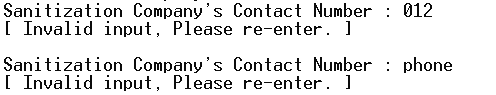 Sanitization Company's Contact Number : 012
[ Invalid input, Please re-enter. ]
Sanitization Company's Contact Number : phone
[ Invalid input, Please re-enter. ]